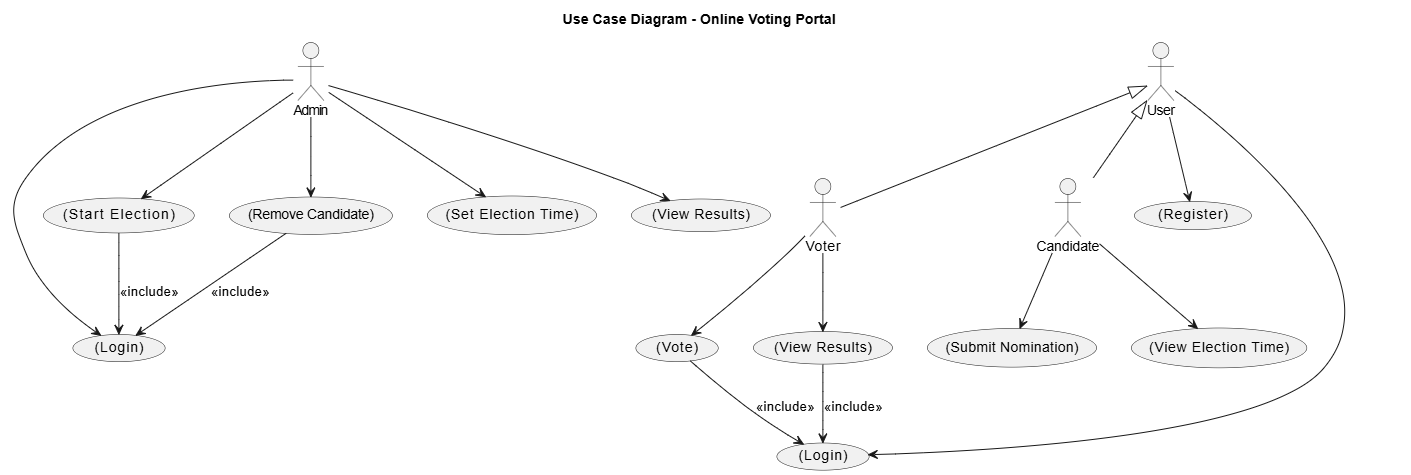 Use Case Diagram - Online Voting Portal
Admin
User
(Start Election)
(Remove Candidate)
(Set Election Time)
(View Results)
(Register)
Voter
Candidate
«include»
«include»
(Login)
(Vote)
(View Results)
(Submit Nomination)
(View Election Time)
«include»
«include»
(Login)